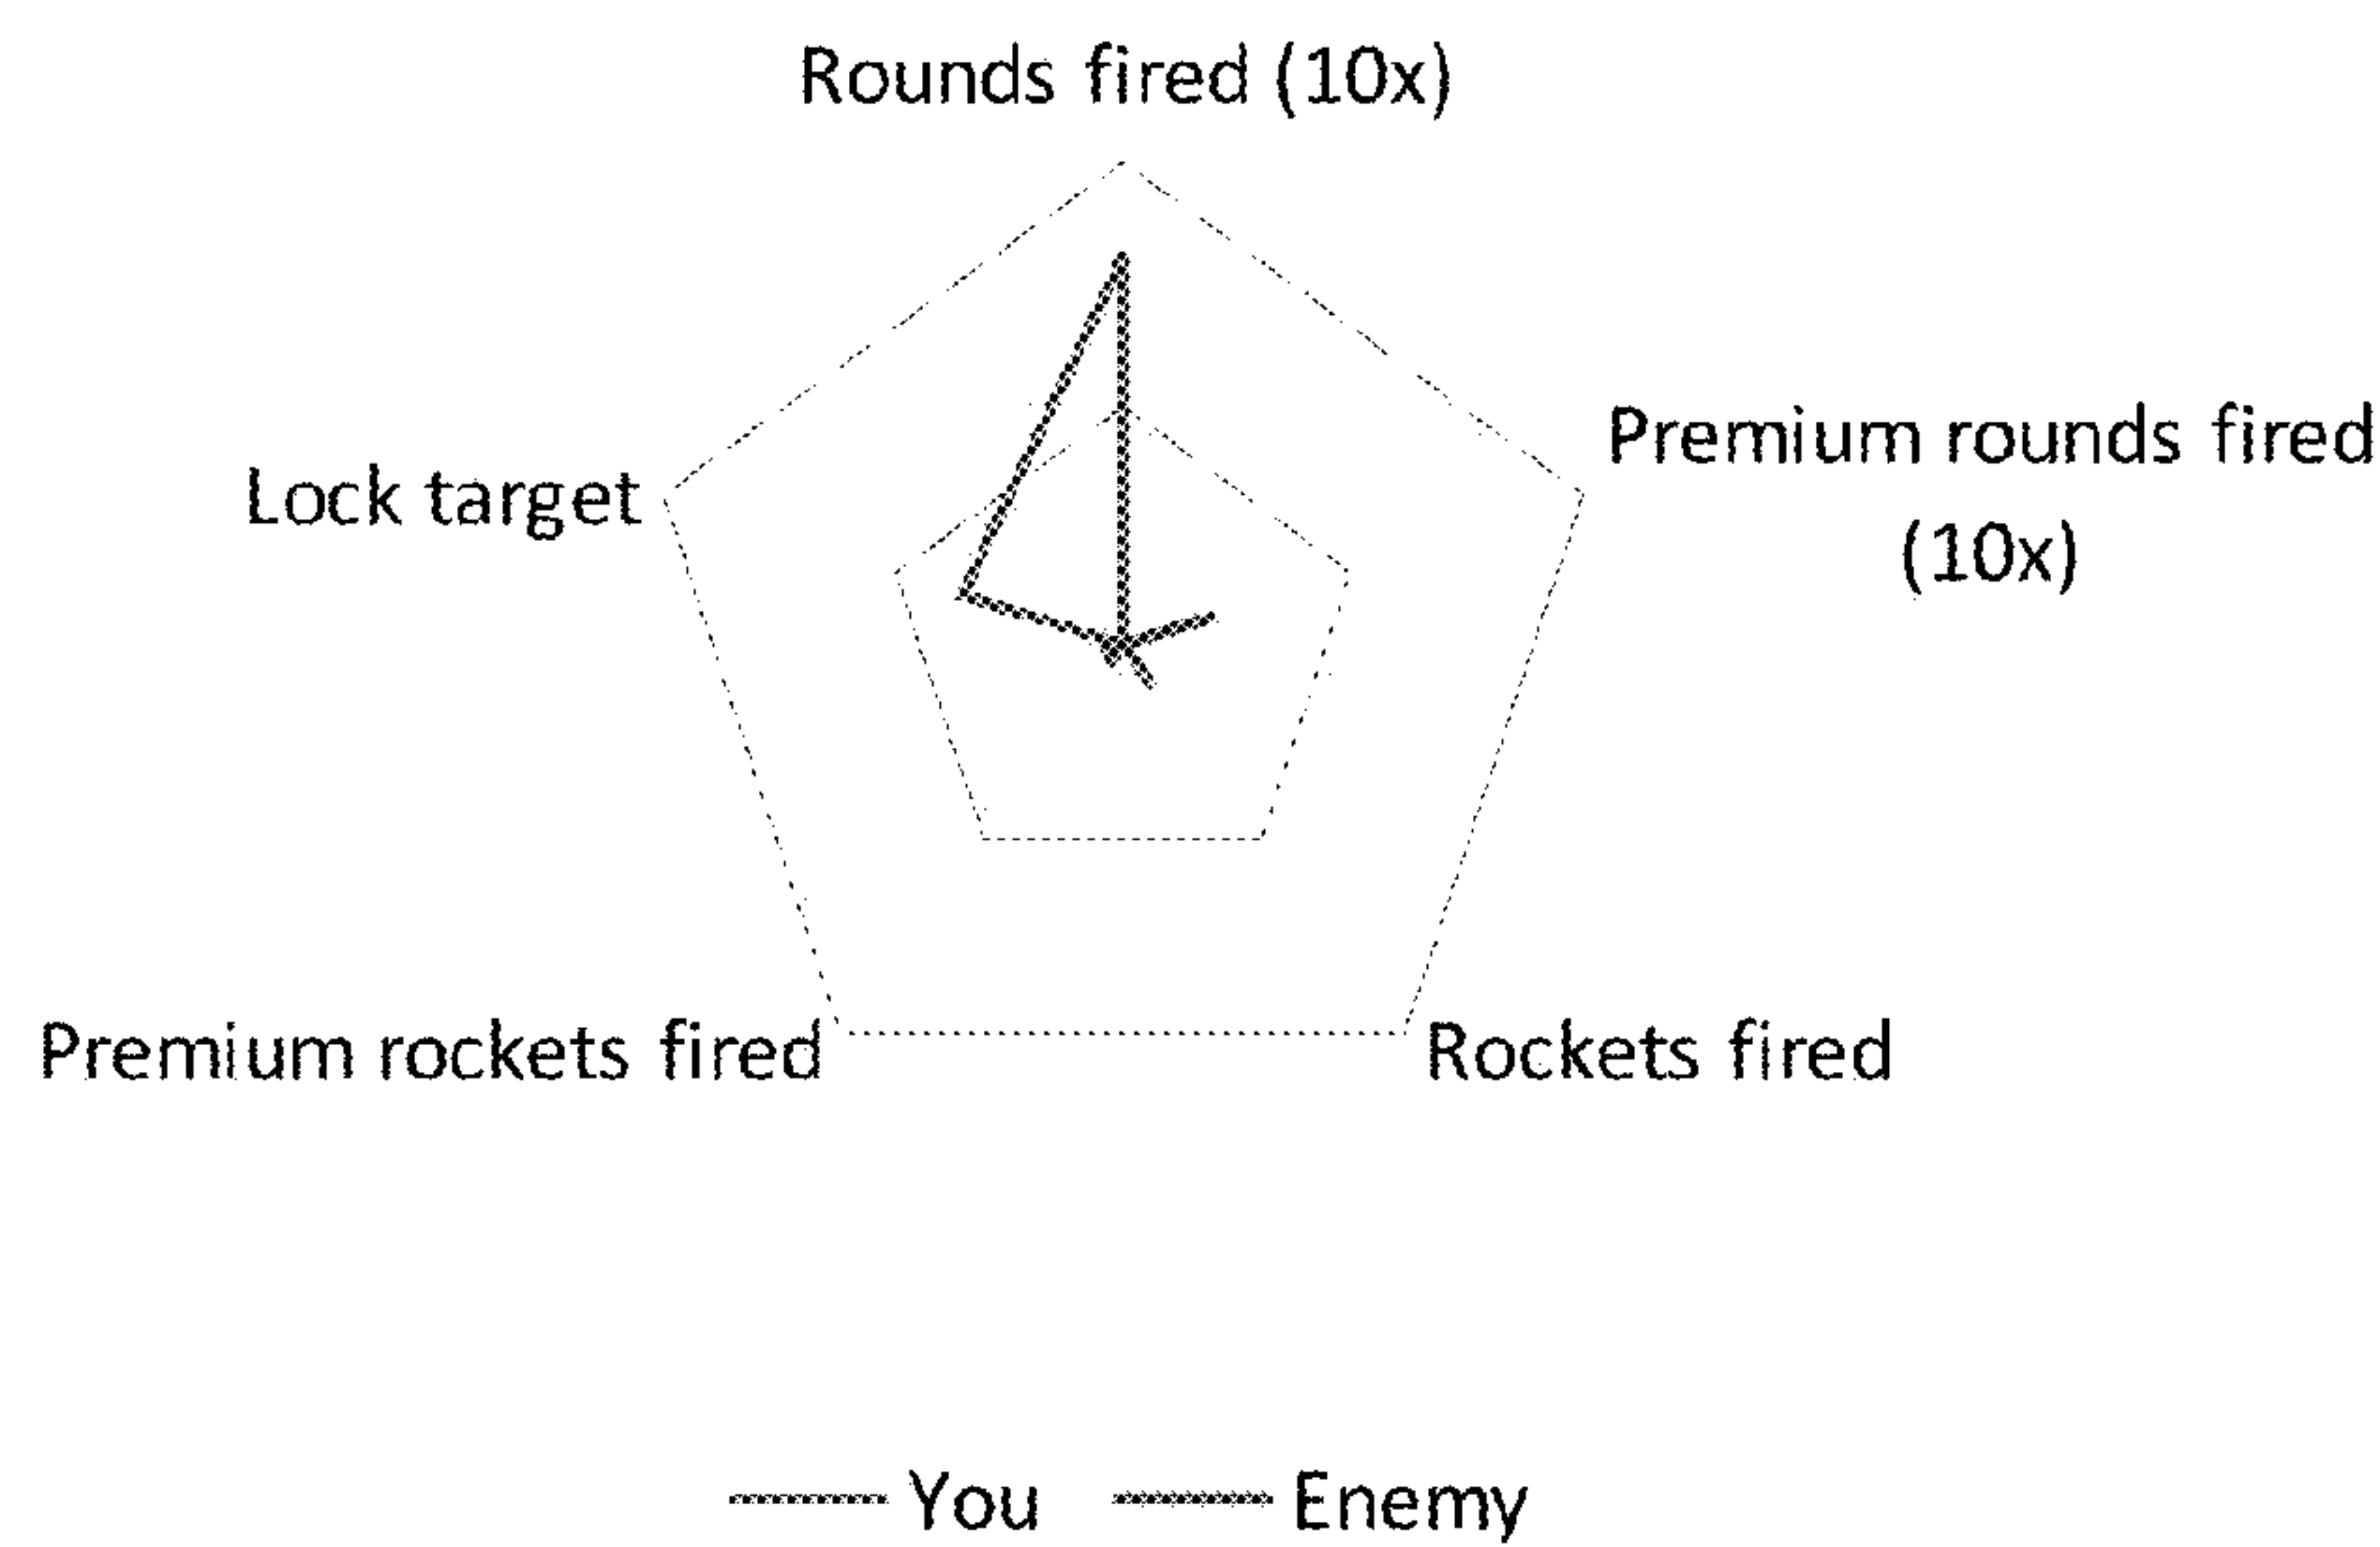 Rounds fired (10x)
Premium rounds fired
(10x)
Lock target
Premium rockets fired
Rockets fired
You
Enemy